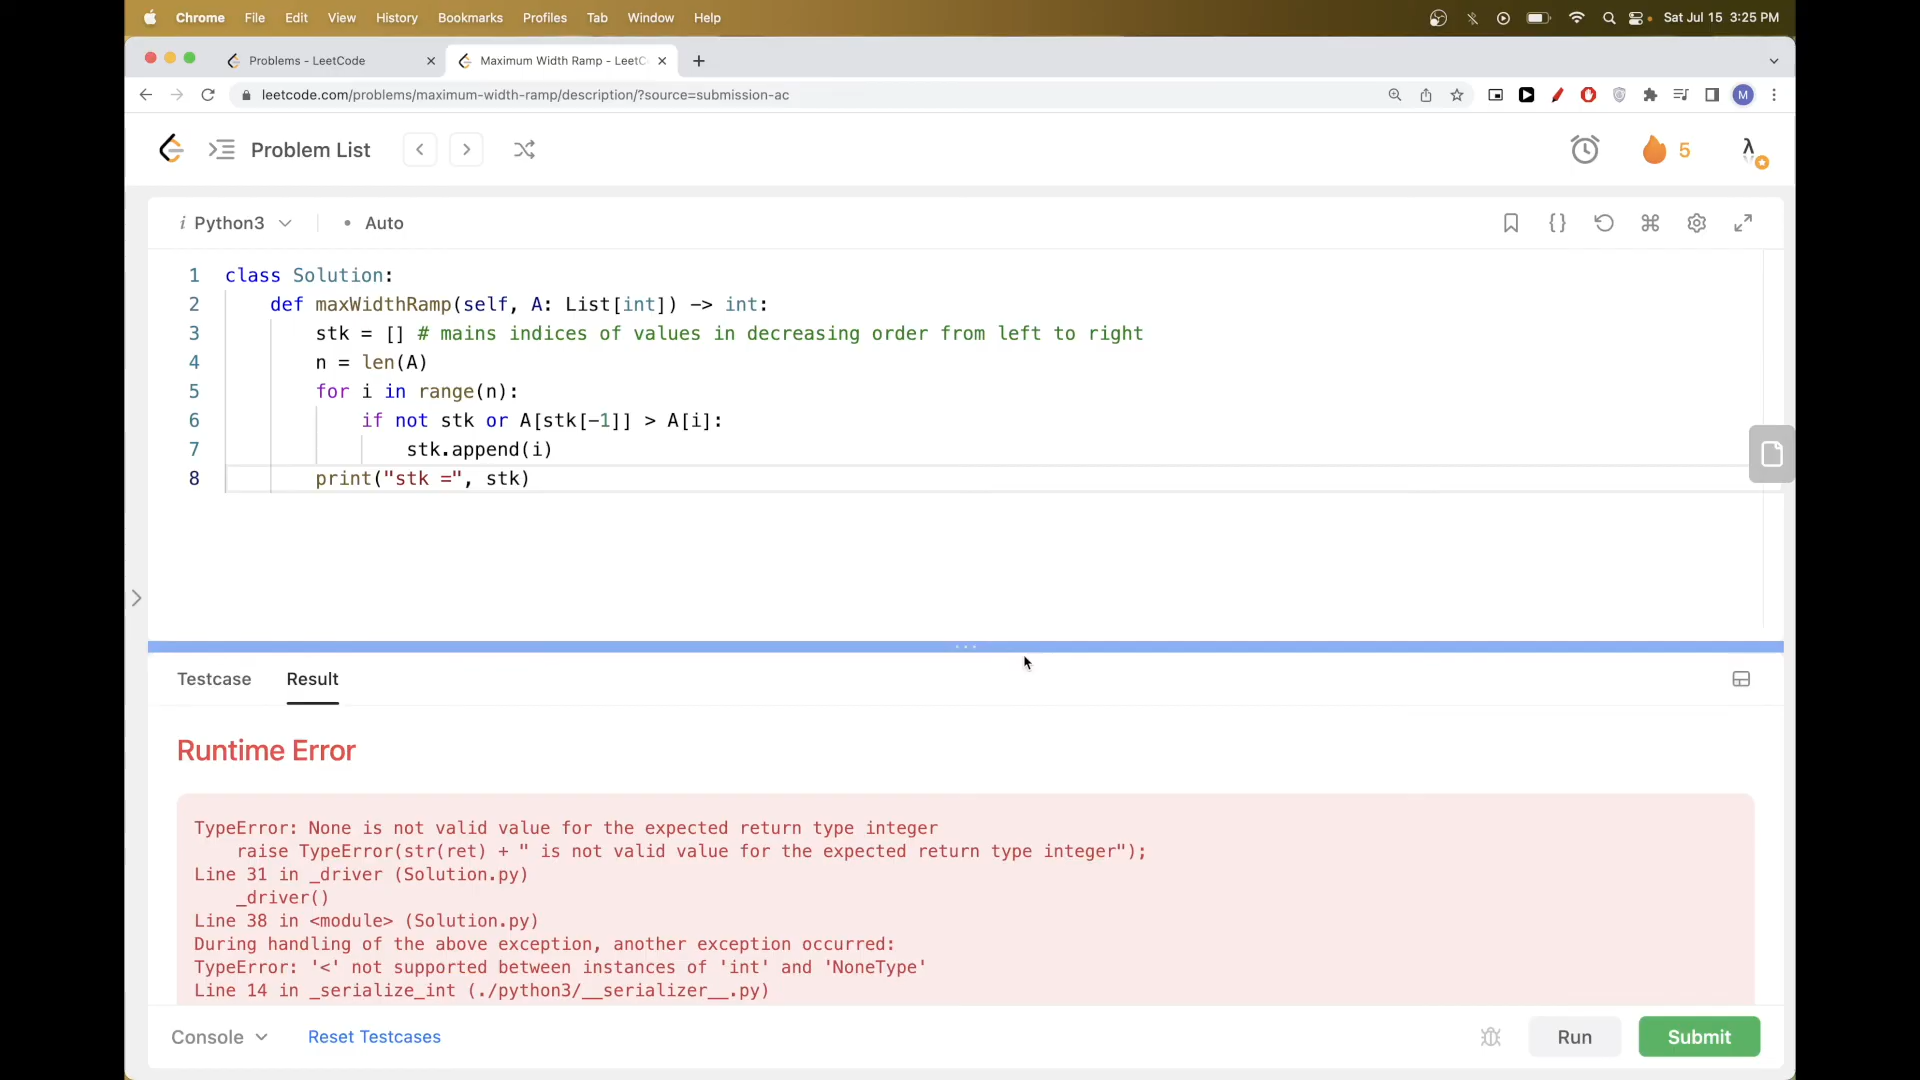 Chrome File Edit View History Bookmarks Profiles Tab Window Help Sat Jul 15 3:25 PM
Problems - LeetCode Maximum Width Ramp - LeetC
leetcode.com/problems/maximum-width-ramp/description/?source=submission-ac M
Problem List 5
i Python3 • Auto
1 class Solution:
2 def maxWidthRamp(self, A: List[int]) -> int:
3 stk = [] # mains indices of values in decreasing order from left to right
4 n = len(A)
5 for i in range(n):
6 if not stk or A[stk[-1]] > A[i]:
7 stk.append(i)
8 print("stk =", stk)
Testcase Result
Runtime Error
TypeError: None is not valid value for the expected return type integer
raise TypeError(str(ret) + " is not valid value for the expected return type integer");
Line 31 in _driver (Solution.py)
_driver()
Line 38 in <module> (Solution.py)
During handling of the above exception, another exception occurred:
TypeError: '<' not supported between instances of 'int' and 'NoneType'
Line 14 in _serialize_int (./python3/__serializer__.py)
Console Reset Testcases Run Submit